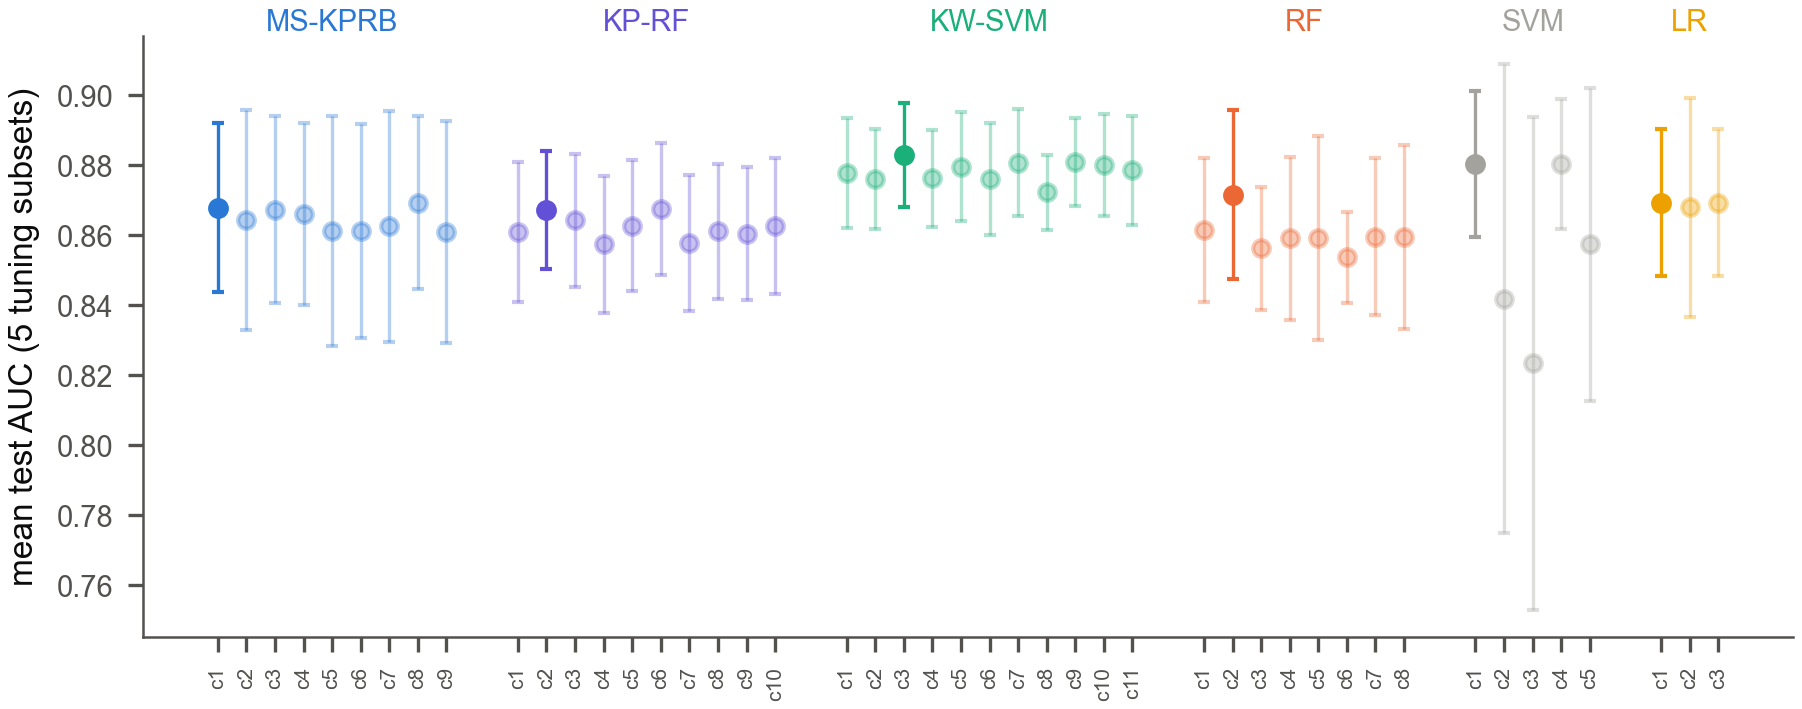 MS-KPRB KP-RF KW-SVM RF SVM LR
mean test AUC (5 tuning subsets)
0.90
0.88
0.86
0.84
0.82
0.80
0.78
0.76
c1 c2 c3 c4 c5 c6 c7 c8 c9 c1 c2 c3 c4 c5 c6 c7 c8 c9 c10 c1 c2 c3 c4 c5 c6 c7 c8 c9 c10 c11 c1 c2 c3 c4 c5 c6 c7 c8 c1 c2 c3 c4 c5 c1 c2 c3